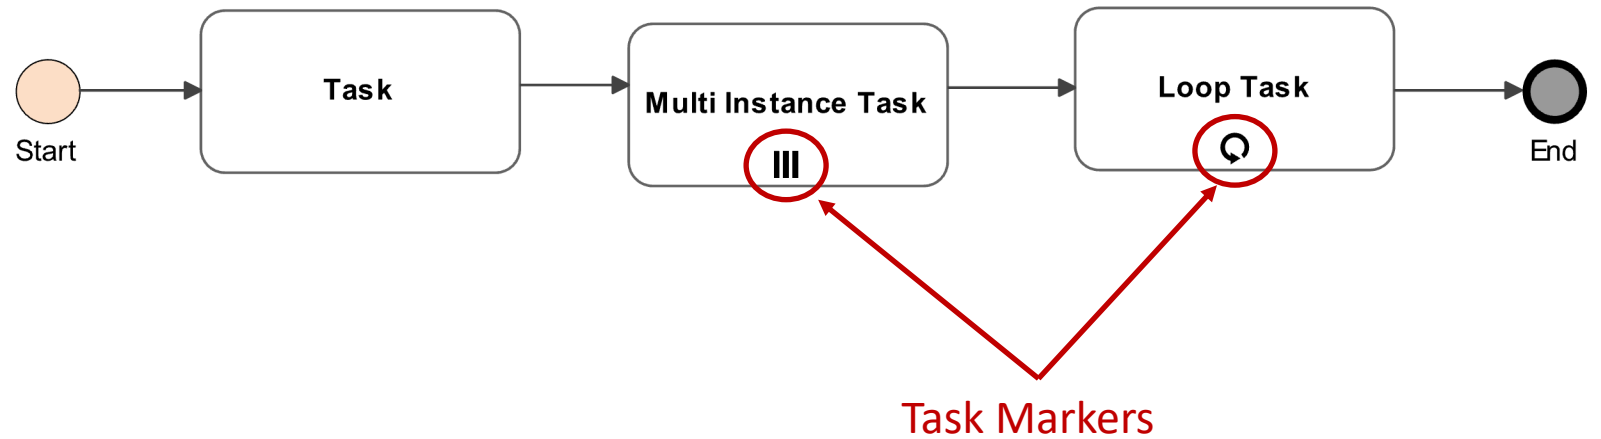 Task
Multi Instance Task
Loop Task
Start
End
Task Markers